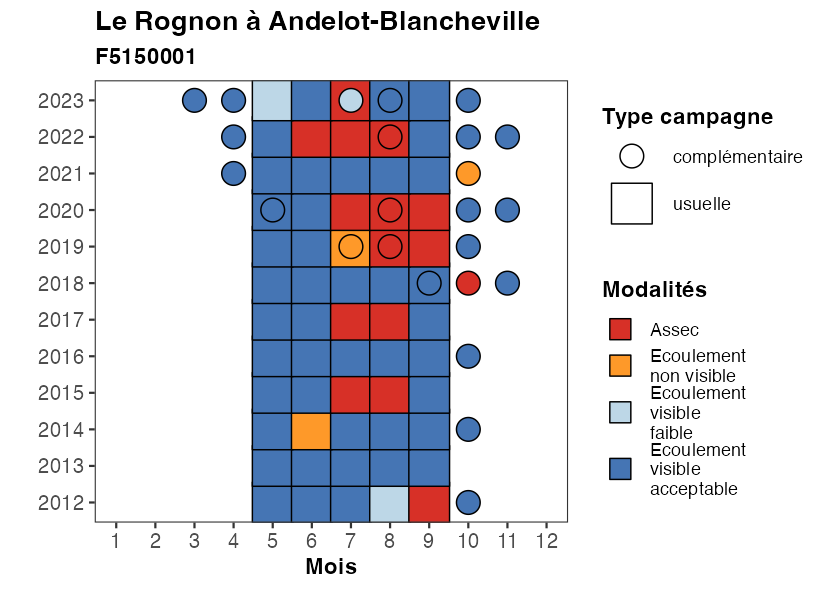 Le Rognon à Andelot-Blancheville
F5150001
2023
2022
2021
2020
2019
2018
2017
2016
2015
2014
2013
2012
1 2 3 4 5 6 7 8 9 10 11 12
Mois
Type campagne
complémentaire
usuelle
Modalités
Assec
Ecoulement
non visible
Ecoulement
visible
faible
Ecoulement
visible
acceptable